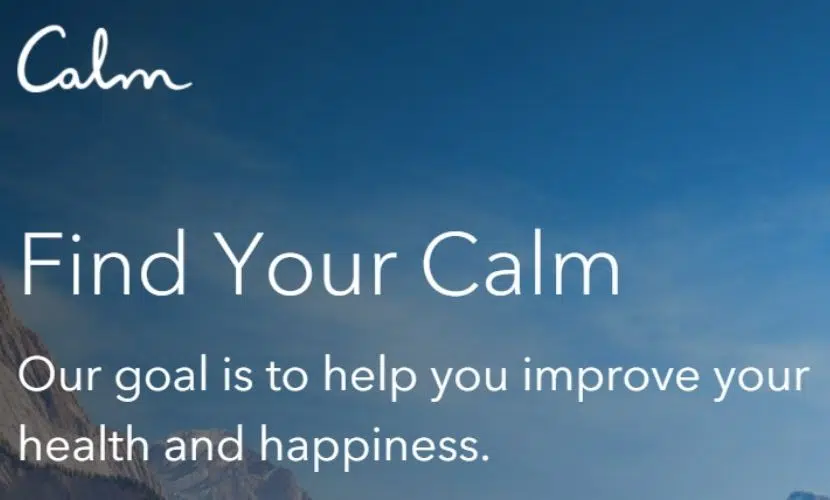 Calm
Find Your Calm
Our goal is to help you improve your
health and happiness.